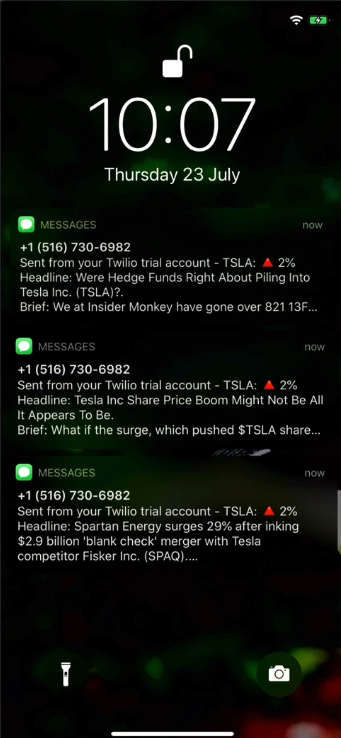 10:07
Thursday 23 July
MESSAGES
now
+1 (516) 730-6982
Sent from your Twilio trial account - TSLA: 🔺 2%
Headline: Were Hedge Funds Right About Piling Into
Tesla Inc. (TSLA)?.
Brief: We at Insider Monkey have gone over 821 13F...
MESSAGES
now
+1 (516) 730-6982
Sent from your Twilio trial account - TSLA: 🔺 2%
Headline: Tesla Inc Share Price Boom Might Not Be All
It Appears To Be.
Brief: What if the surge, which pushed $TSLA share...
MESSAGES
now
+1 (516) 730-6982
Sent from your Twilio trial account - TSLA: 🔺 2%
Headline: Spartan Energy surges 29% after inking
$2.9 billion 'blank check' merger with Tesla
competitor Fisker Inc. (SPAQ)....